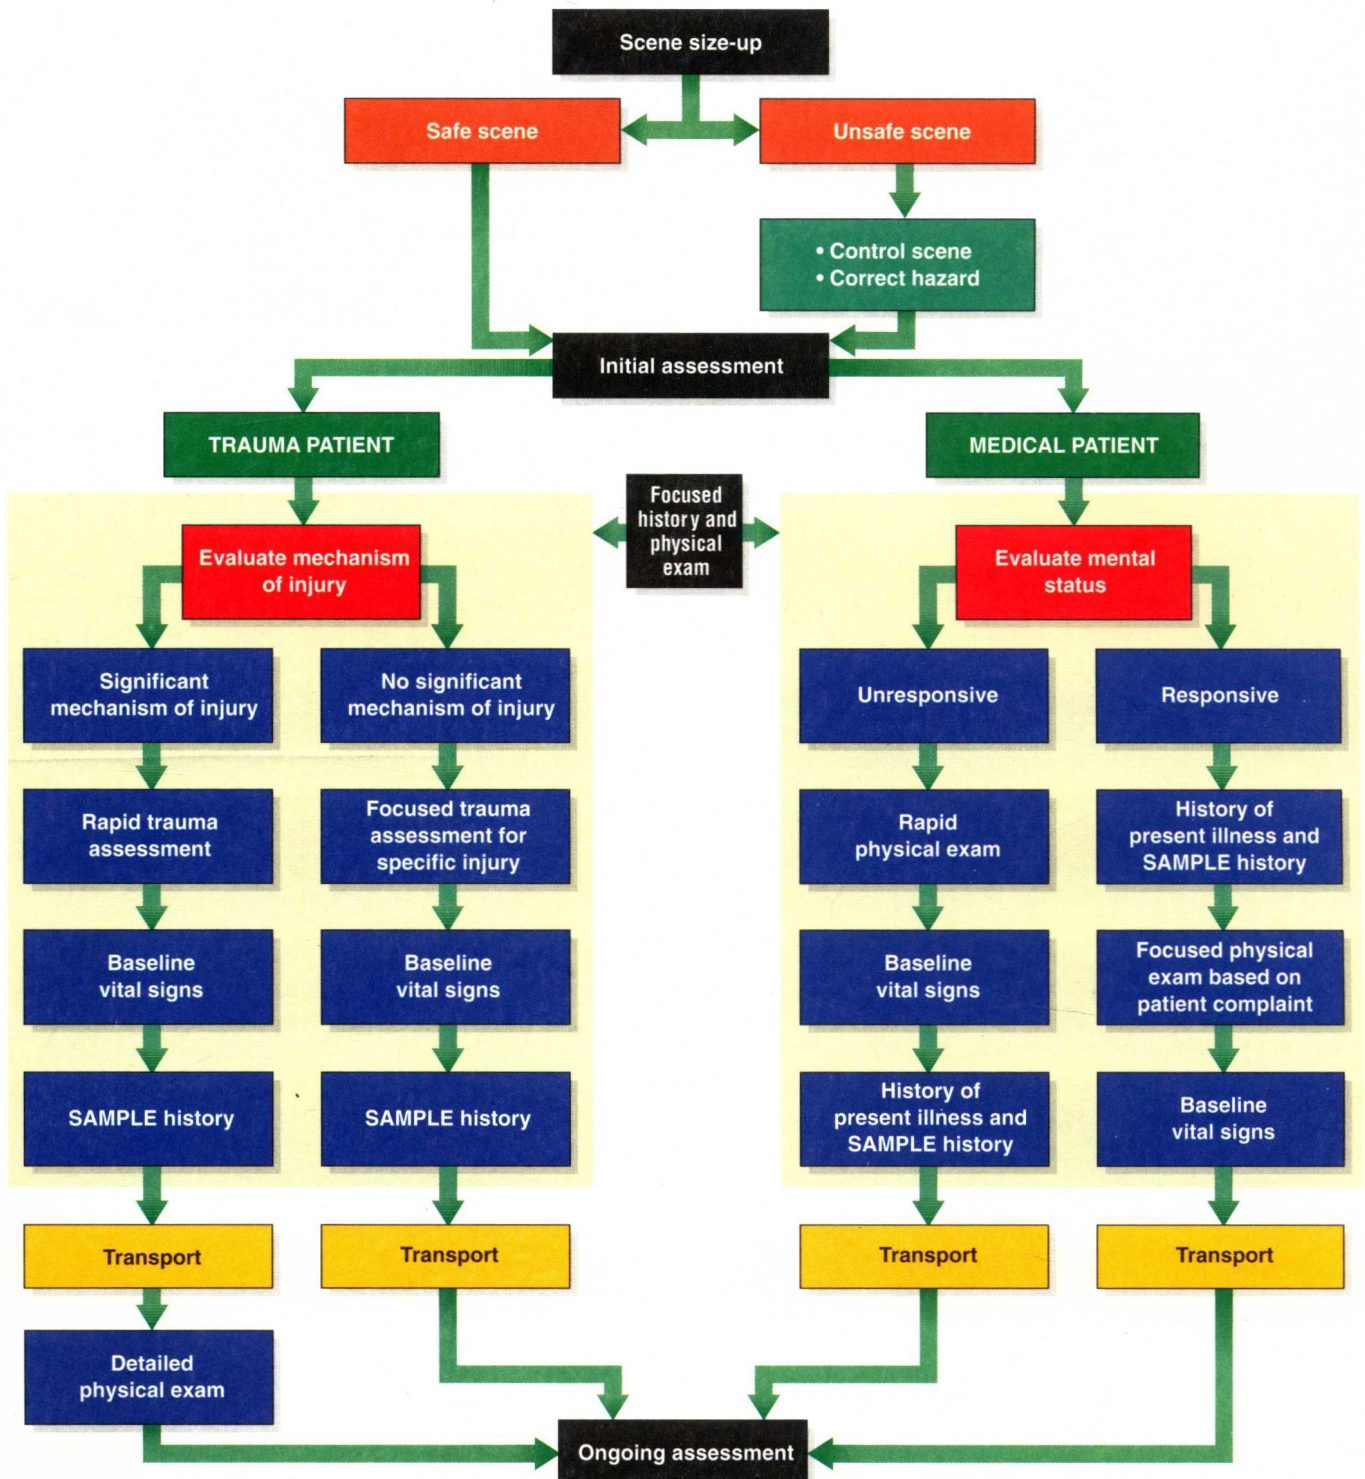 Scene size-up
Safe scene
Unsafe scene
• Control scene
• Correct hazard
Initial assessment
TRAUMA PATIENT
MEDICAL PATIENT
Focused
history and
physical
exam
Evaluate mechanism
of injury
Evaluate mental
status
Significant
mechanism of injury
No significant
mechanism of injury
Unresponsive
Responsive
Rapid trauma
assessment
Focused trauma
assessment for
specific injury
Rapid
physical exam
History of
present illness and
SAMPLE history
Baseline
vital signs
Baseline
vital signs
Baseline
vital signs
Focused physical
exam based on
patient complaint
SAMPLE history
SAMPLE history
History of
present illness and
SAMPLE history
Baseline
vital signs
Transport
Transport
Transport
Transport
Detailed
physical exam
Ongoing assessment